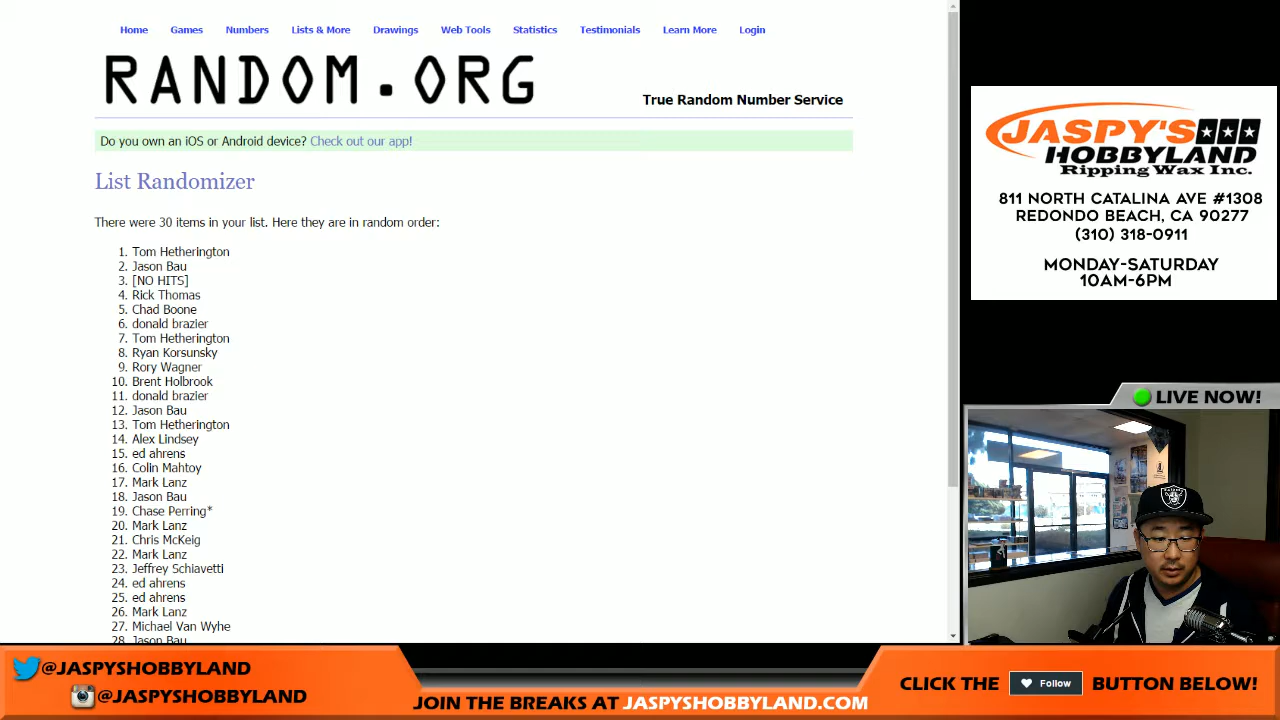 Home Games Numbers Lists & More Drawings Web Tools Statistics Testimonials Learn More Login
RANDOM.ORG
True Random Number Service
Do you own an iOS or Android device? Check out our app!
List Randomizer
There were 30 items in your list. Here they are in random order:
1. Tom Hetherington
2. Jason Bau
3. [NO HITS]
4. Rick Thomas
5. Chad Boone
6. donald brazier
7. Tom Hetherington
8. Ryan Korsunsky
9. Rory Wagner
10. Brent Holbrook
11. donald brazier
12. Jason Bau
13. Tom Hetherington
14. Alex Lindsey
15. ed ahrens
16. Colin Mahtoy
17. Mark Lanz
18. Jason Bau
19. Chase Perring*
20. Mark Lanz
21. Chris McKeig
22. Mark Lanz
23. Jeffrey Schiavetti
24. ed ahrens
25. ed ahrens
26. Mark Lanz
27. Michael Van Wyhe
28. Jason Bau
JASPY'S
HOBBYLAND
Ripping Wax Inc.
811 NORTH CATALINA AVE #1308
REDONDO BEACH, CA 90277
(310) 318-0911
MONDAY-SATURDAY
10AM-6PM
LIVE NOW!
RAIDERS
@JASPYSHOBBYLAND
@JASPYSHOBBYLAND
JOIN THE BREAKS AT JASPYSHOBBYLAND.COM
CLICK THE Follow BUTTON BELOW!